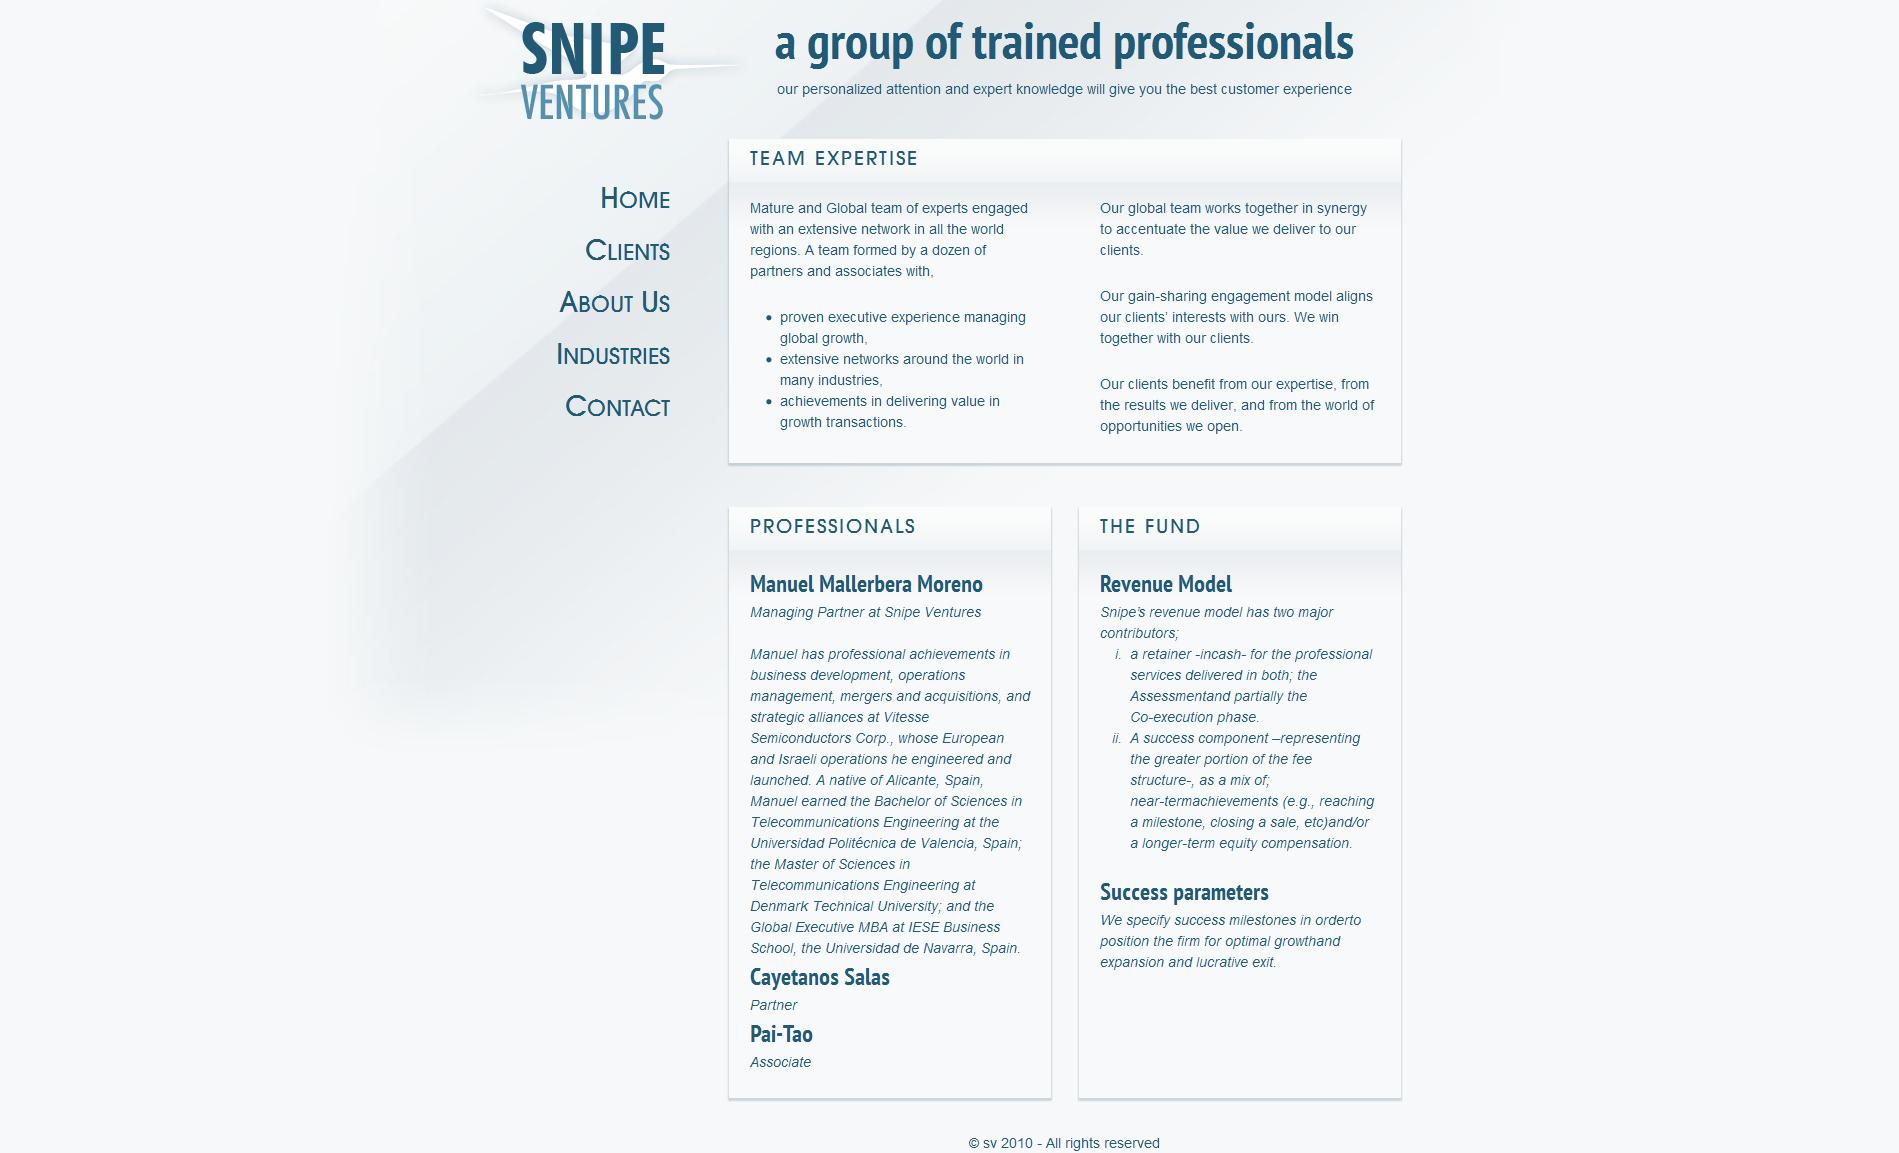 SNIPE
VENTURES
a group of trained professionals
our personalized attention and expert knowledge will give you the best customer experience
Home
Clients
About Us
Industries
Contact
TEAM EXPERTISE
Mature and Global team of experts engaged
with an extensive network in all the world
regions. A team formed by a dozen of
partners and associates with,
• proven executive experience managing
global growth,
• extensive networks around the world in
many industries,
• achievements in delivering value in
growth transactions.
Our global team works together in synergy
to accentuate the value we deliver to our
clients.
Our gain-sharing engagement model aligns
our clients’ interests with ours. We win
together with our clients.
Our clients benefit from our expertise, from
the results we deliver, and from the world of
opportunities we open.
PROFESSIONALS
Manuel Mallerbera Moreno
Managing Partner at Snipe Ventures
Manuel has professional achievements in
business development, operations
management, mergers and acquisitions, and
strategic alliances at Vitesse
Semiconductors Corp., whose European
and Israeli operations he engineered and
launched. A native of Alicante, Spain,
Manuel earned the Bachelor of Sciences in
Telecommunications Engineering at the
Universidad Politécnica de Valencia, Spain;
the Master of Sciences in
Telecommunications Engineering at
Denmark Technical University; and the
Global Executive MBA at IESE Business
School, the Universidad de Navarra, Spain.
Cayetanos Salas
Partner
Pai-Tao
Associate
THE FUND
Revenue Model
Snipe’s revenue model has two major
contributors;
i. a retainer -incash- for the professional
services delivered in both; the
Assessmentand partially the
Co-execution phase.
ii. A success component –representing
the greater portion of the fee
structure-, as a mix of;
near-termachievements (e.g., reaching
a milestone, closing a sale, etc)and/or
a longer-term equity compensation.
Success parameters
We specify success milestones in orderto
position the firm for optimal growthand
expansion and lucrative exit.
© sv 2010 - All rights reserved